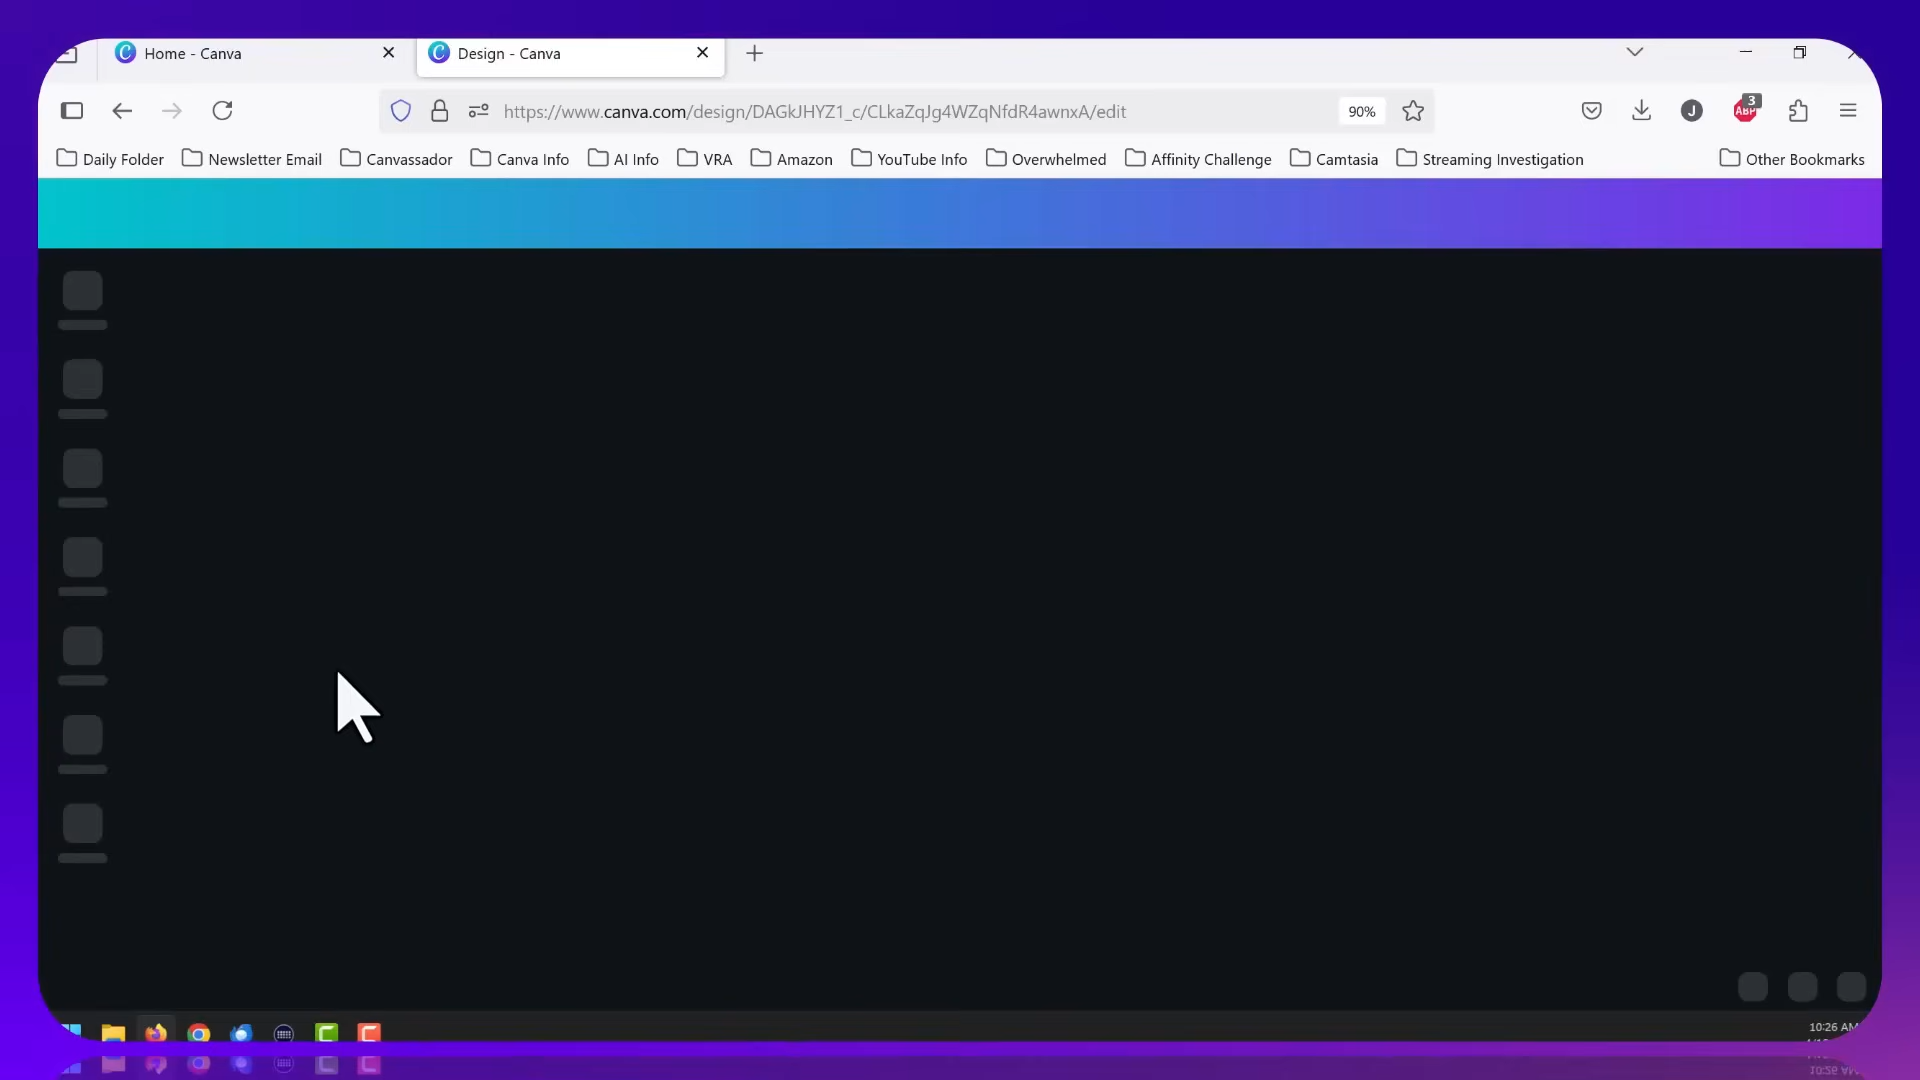 Home - Canva
Design - Canva
https://www.canva.com/design/DAGkJHYZ1_c/CLkaZqJg4WZqNfdR4awnxA/edit
90%
J
ABP
3
Daily Folder
Newsletter Email
Canvassador
Canva Info
AI Info
VRA
Amazon
YouTube Info
Overwhelmed
Affinity Challenge
Camtasia
Streaming Investigation
Other Bookmarks
10:26 AM